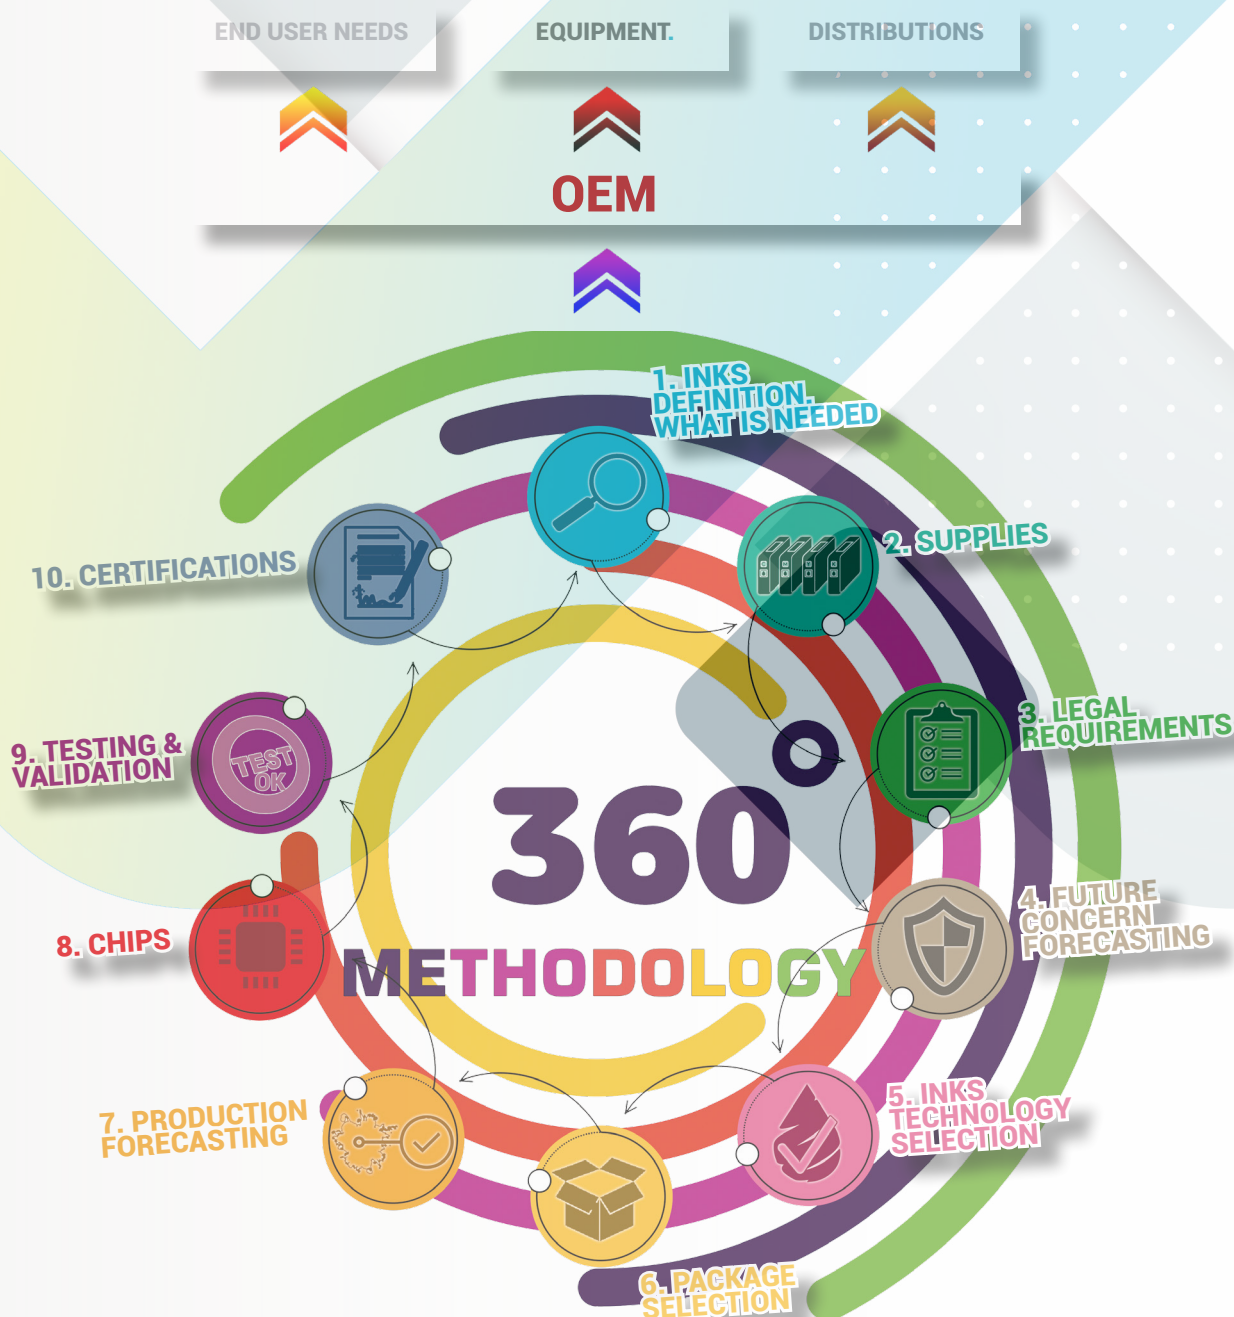 END USER NEEDS
EQUIPMENT.
DISTRIBUTIONS
OEM
1. INKS
DEFINITION.
WHAT IS NEEDED
2. SUPPLIES
3. LEGAL
REQUIREMENTS
4. FUTURE
CONCERN
FORECASTING
5. INKS
TECHNOLOGY
SELECTION
6. PACKAGE
SELECTION
7. PRODUCTION
FORECASTING
8. CHIPS
9. TESTING &
VALIDATION
TEST
OK
10. CERTIFICATIONS
360
METHODOLOGY